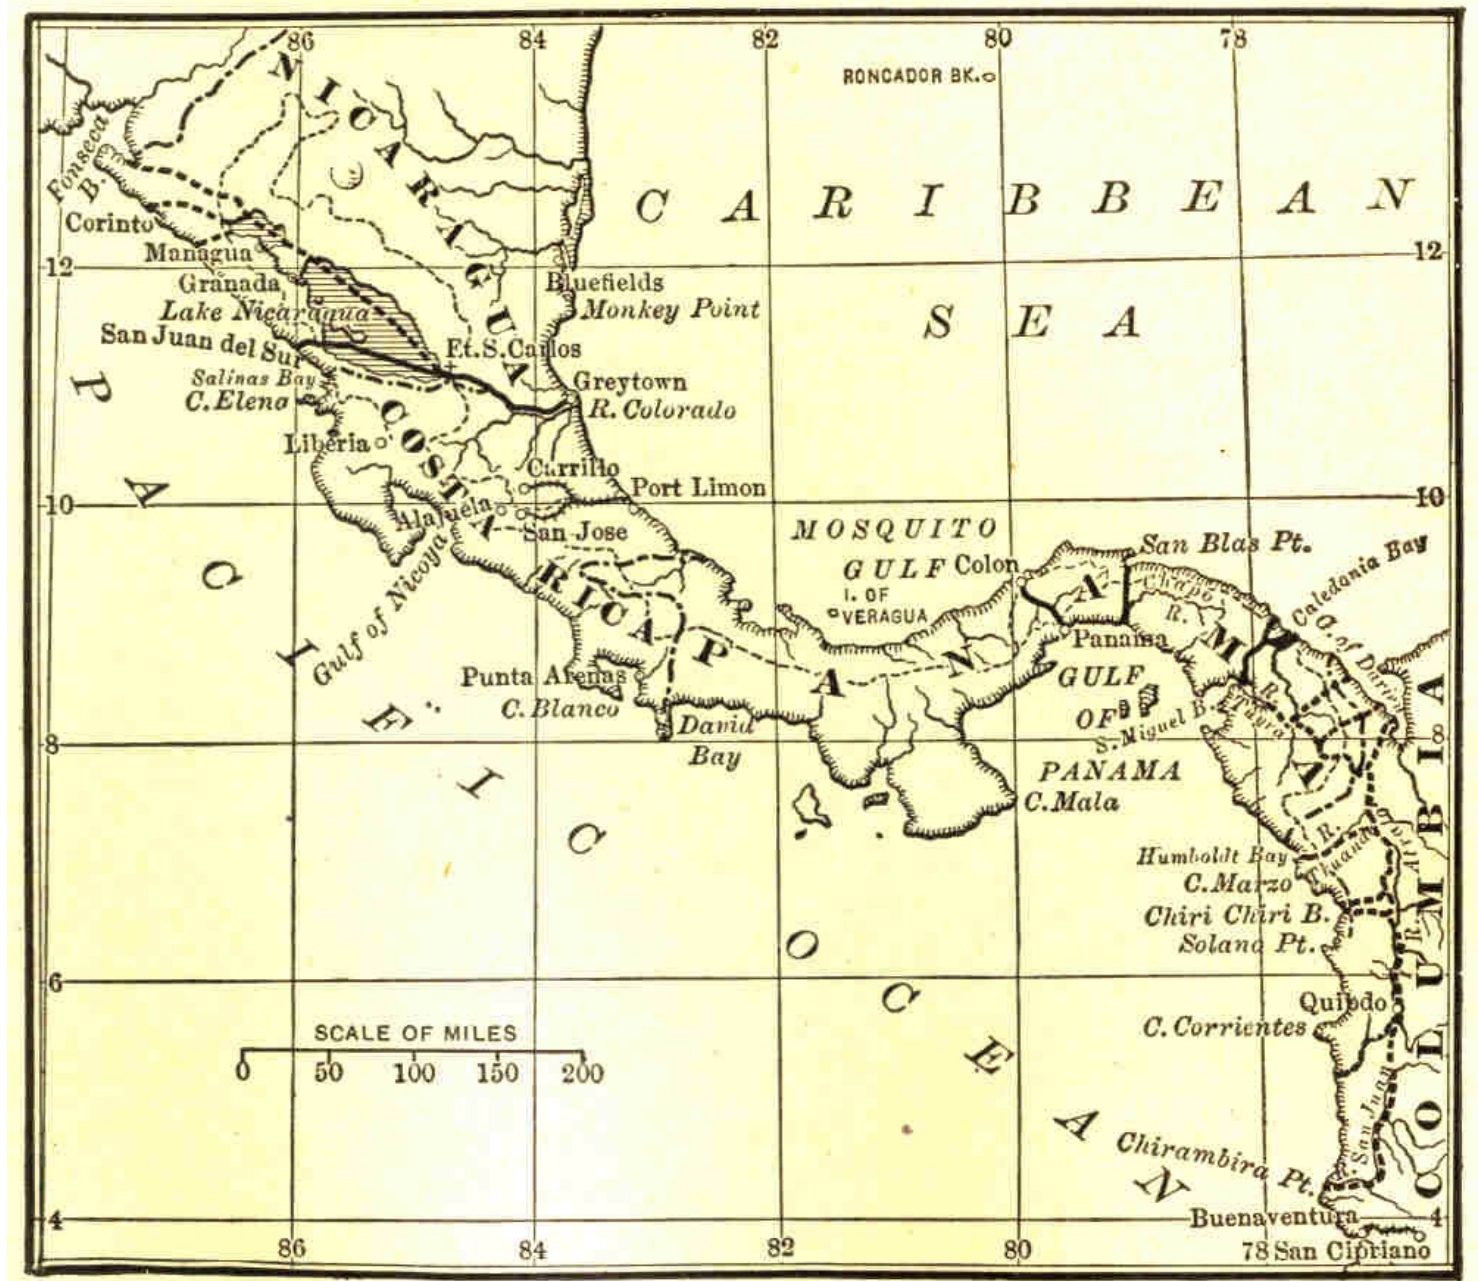 86 84 82 80 78
RONCADOR BK.
NICARAGUA
Fonseca B.
CARIBBEAN
SEA
Corinto
Managua
12 12
Granada
Bluefields
Lake Nicaragua
Monkey Point
San Juan del Sur
Ft.S.Carlos
Salinas Bay
Greytown
C.Elena
R. Colorado
COSTA RICA
Liberia
Carrillo
Port Limon
10 10
Alajuela
San Jose
Gulf of Nicoya
MOSQUITO
GULF
Colon
San Blas Pt.
Caledonia Bay
I. OF
VERAGUA
Chapo
R.
G. of Darien
PANAMA
Panama
Punta Arenas
C. Blanco
GULF
OF
PANAMA
S. Miguel B.
R. Tuyra
David
Bay
8 8
C. Mala
PACIFIC
OCEAN
R.
Humboldt Bay
C. Marzo
Chiri Chiri B.
Solano Pt.
R. Atrato
COLUMBIA
6
Quibdo
C. Corrientes
SCALE OF MILES
0 50 100 150 200
San Juan
Chirambira Pt.
Buenaventura
4 4
86 84 82 80 78
San Cipriano